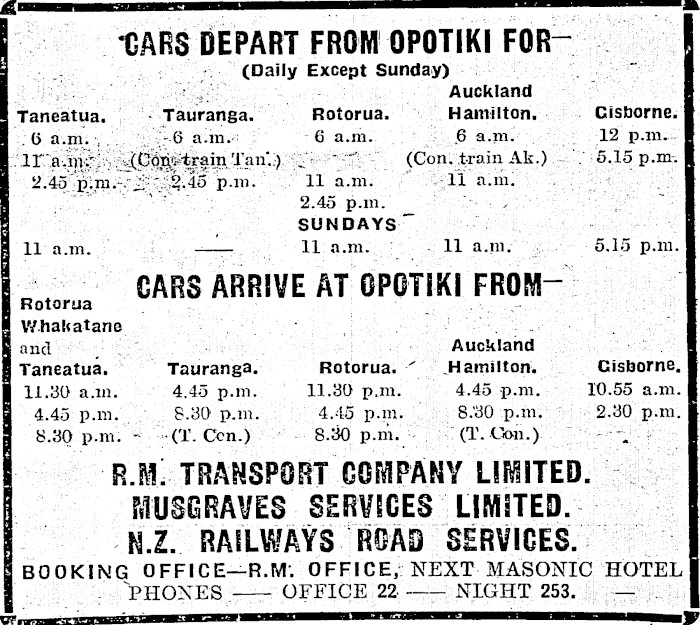 CARS DEPART FROM OPOTIKI FOR—
(Daily Except Sunday)
Auckland
Taneatua. Tauranga. Rotorua. Hamilton. Gisborne.
6 a.m. 6 a.m. 6 a.m. 6 a.m. 12 p.m.
11 a.m. (Con. train Tan.) (Con. train Ak.) 5.15 p.m.
2.45 p.m. 2.45 p.m. 11 a.m. 11 a.m.
2.45 p.m.
SUNDAYS
11 a.m. —— 11 a.m. 11 a.m. 5.15 p.m.
CARS ARRIVE AT OPOTIKI FROM—
Rotorua
Whakatane
and Auckland
Taneatua. Tauranga. Rotorua. Hamilton. Gisborne.
11.30 a.m. 4.45 p.m. 11.30 p.m. 4.45 p.m. 10.55 a.m.
4.45 p.m. 8.30 p.m. 4.45 p.m. 8.30 p.m. 2.30 p.m.
8.30 p.m. (T. Con.) 8.30 p.m. (T. Con.)
R.M. TRANSPORT COMPANY LIMITED.
MUSGRAVES SERVICES LIMITED.
N.Z. RAILWAYS ROAD SERVICES.
BOOKING OFFICE—R.M. OFFICE, NEXT MASONIC HOTEL
PHONES —— OFFICE 22 —— NIGHT 253. —